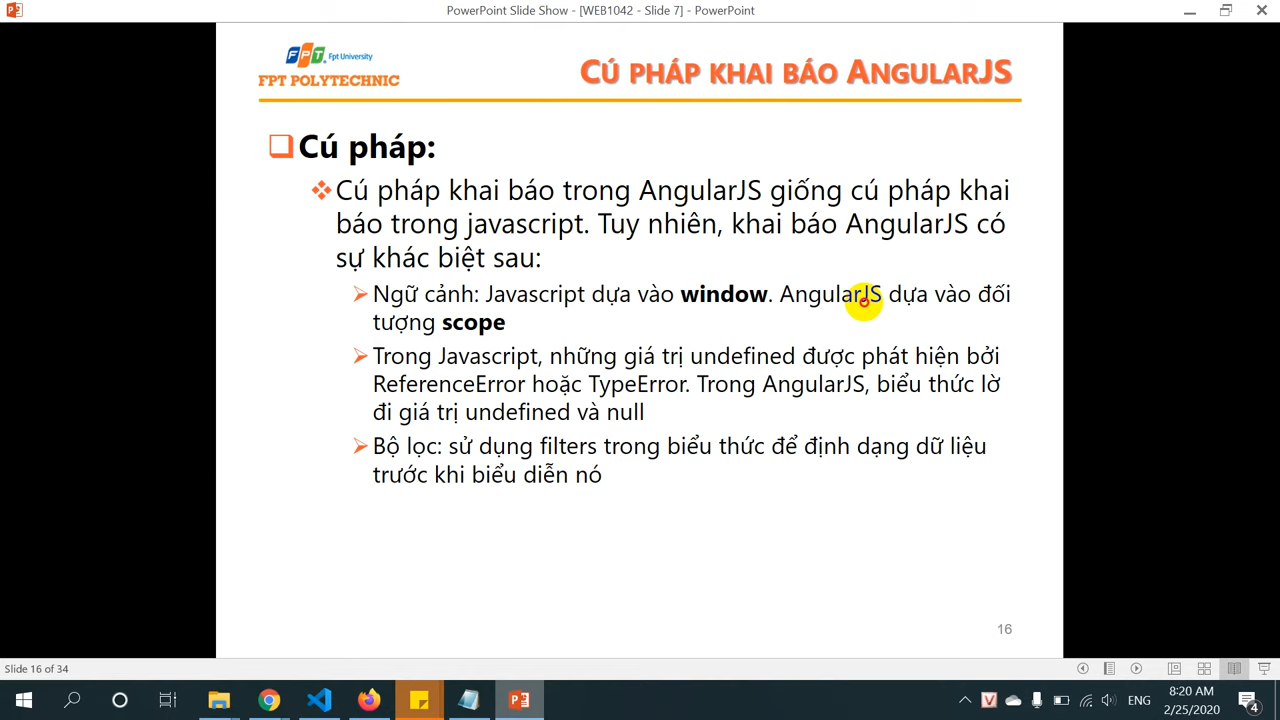 PowerPoint Slide Show - [WEB1042 - Slide 7] - PowerPoint
FPT Fpt University
FPT POLYTECHNIC
CÚ PHÁP KHAI BÁO ANGULARJS
Cú pháp:
Cú pháp khai báo trong AngularJS giống cú pháp khai
báo trong javascript. Tuy nhiên, khai báo AngularJS có
sự khác biệt sau:
Ngữ cảnh: Javascript dựa vào window. AngularJS dựa vào đối
tượng scope
Trong Javascript, những giá trị undefined được phát hiện bởi
ReferenceError hoặc TypeError. Trong AngularJS, biểu thức lờ
đi giá trị undefined và null
Bộ lọc: sử dụng filters trong biểu thức để định dạng dữ liệu
trước khi biểu diễn nó
16
Slide 16 of 34
ENG
8:20 AM
2/25/2020
4